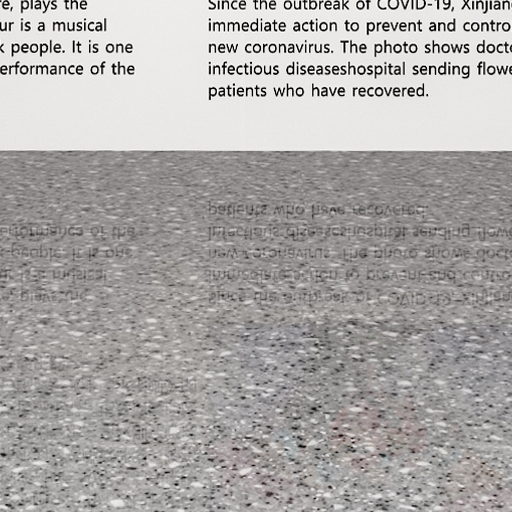 re, plays the
ur is a musical
k people. It is one
erformance of the
Since the outbreak of COVID-19, Xinjiang
immediate action to prevent and contro
new coronavirus. The photo shows docto
infectious diseaseshospital sending flowe
patients who have recovered.